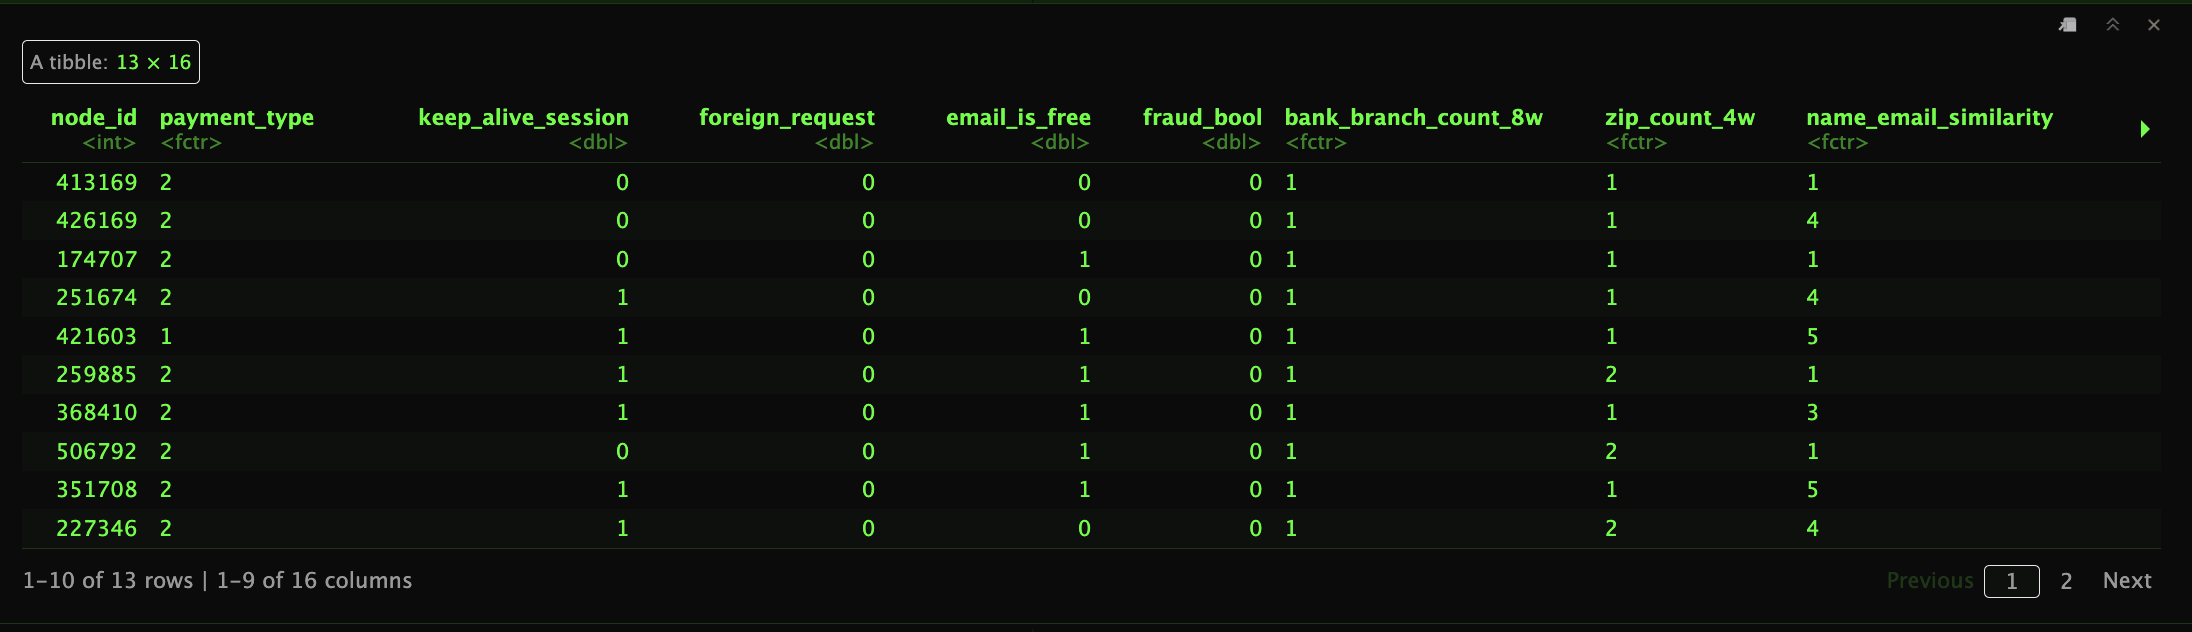 A tibble: 13 × 16
node_id payment_type keep_alive_session foreign_request email_is_free fraud_bool bank_branch_count_8w zip_count_4w name_email_similarity
<int> <fctr> <dbl> <dbl> <dbl> <dbl> <fctr> <fctr> <fctr>
413169 2 0 0 0 0 1 1 1
426169 2 0 0 0 0 1 1 4
174707 2 0 0 1 0 1 1 1
251674 2 1 0 0 0 1 1 4
421603 1 1 0 1 0 1 1 5
259885 2 1 0 1 0 1 2 1
368410 2 1 0 1 0 1 1 3
506792 2 0 0 1 0 1 2 1
351708 2 1 0 1 0 1 1 5
227346 2 1 0 0 0 1 2 4
1–10 of 13 rows | 1–9 of 16 columns Previous 1 2 Next